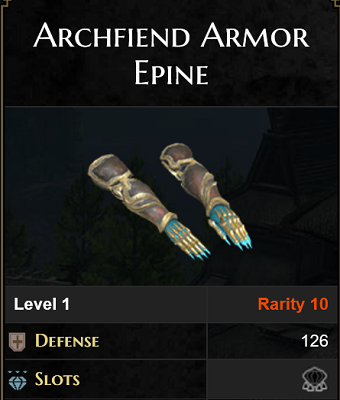 Archfiend Armor
Epine
Level 1 Rarity 10
Defense 126
Slots